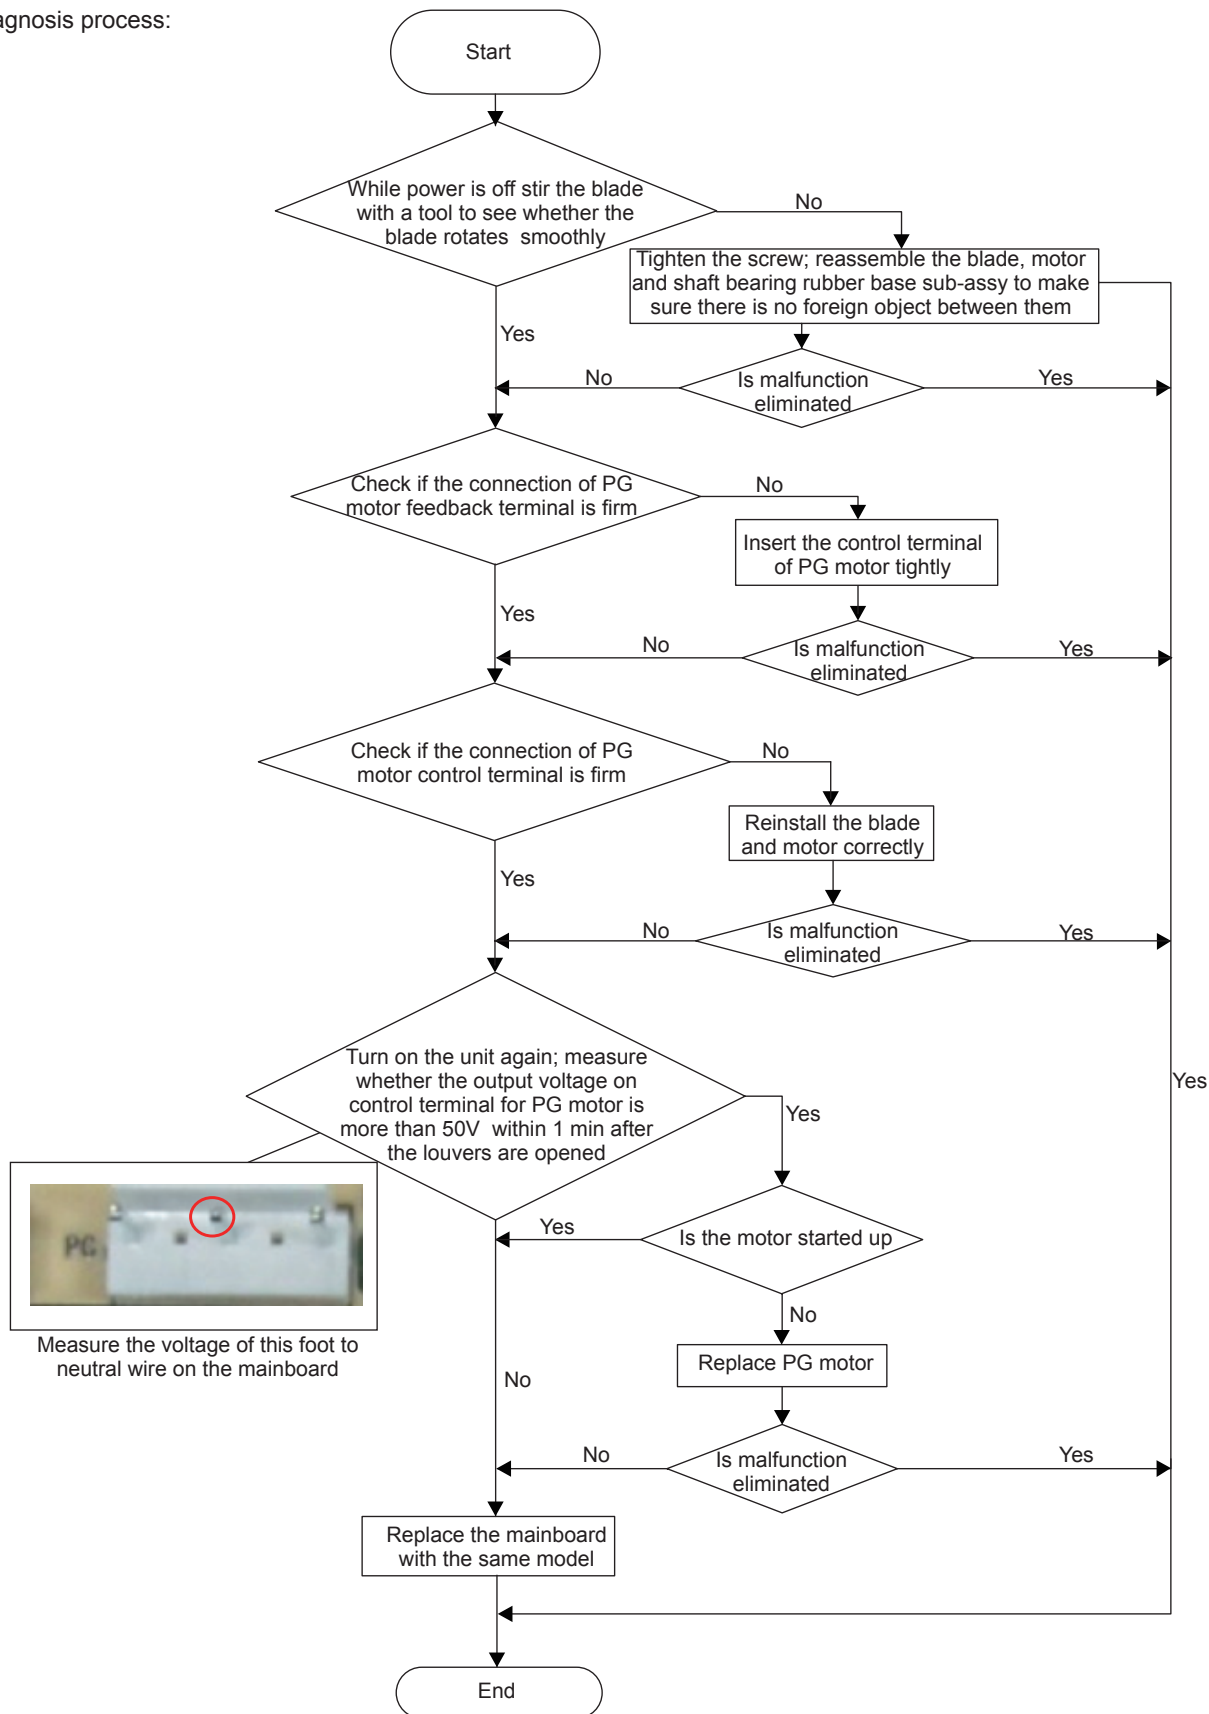 agnosis process:
Start
While power is off stir the blade
with a tool to see whether the
blade rotates smoothly
No
Tighten the screw; reassemble the blade, motor
and shaft bearing rubber base sub-assy to make
sure there is no foreign object between them
Yes
No
Is malfunction
eliminated
Yes
Check if the connection of PG
motor feedback terminal is firm
No
Insert the control terminal
of PG motor tightly
Yes
No
Is malfunction
eliminated
Yes
Check if the connection of PG
motor control terminal is firm
No
Reinstall the blade
and motor correctly
Yes
No
Is malfunction
eliminated
Yes
Turn on the unit again; measure
whether the output voltage on
control terminal for PG motor is
more than 50V within 1 min after
the louvers are opened
Yes
Yes
PG
Measure the voltage of this foot to
neutral wire on the mainboard
Yes
Is the motor started up
No
Replace PG motor
No
No
Is malfunction
eliminated
Yes
Replace the mainboard
with the same model
End